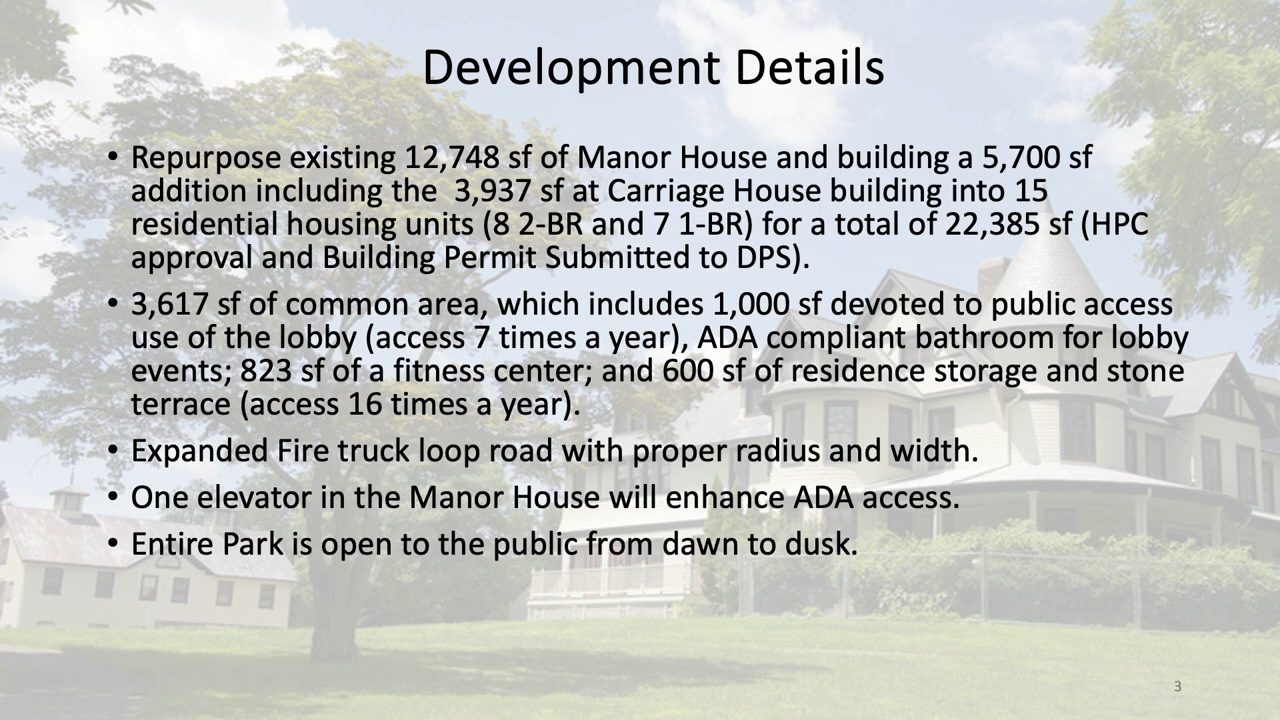 Development Details
• Repurpose existing 12,748 sf of Manor House and building a 5,700 sf
addition including the  3,937 sf at Carriage House building into 15
residential housing units (8 2-BR and 7 1-BR) for a total of 22,385 sf (HPC
approval and Building Permit Submitted to DPS).
• 3,617 sf of common area, which includes 1,000 sf devoted to public access
use of the lobby (access 7 times a year), ADA compliant bathroom for lobby
events; 823 sf of a fitness center; and 600 sf of residence storage and stone
terrace (access 16 times a year).
• Expanded Fire truck loop road with proper radius and width.
• One elevator in the Manor House will enhance ADA access.
• Entire Park is open to the public from dawn to dusk.
3